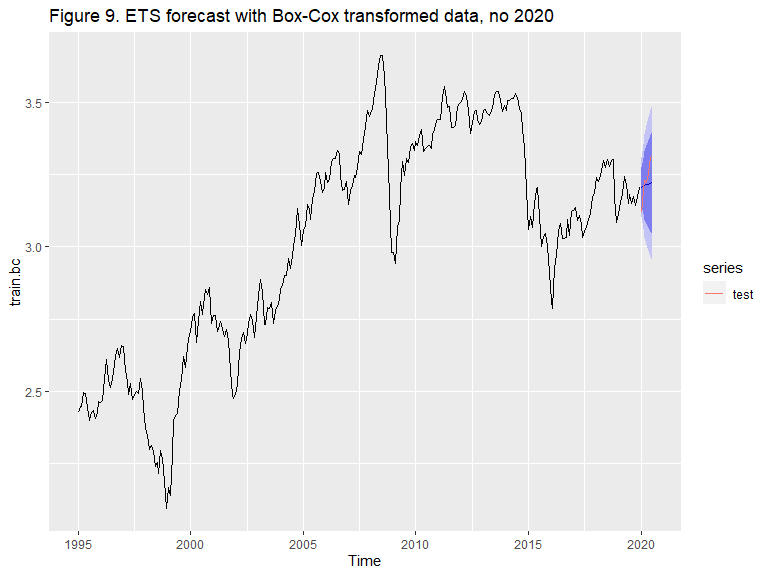 Figure 9. ETS forecast with Box-Cox transformed data, no 2020
train.bc
3.5
3.0
2.5
1995
2000
2005
2010
2015
2020
Time
series
test